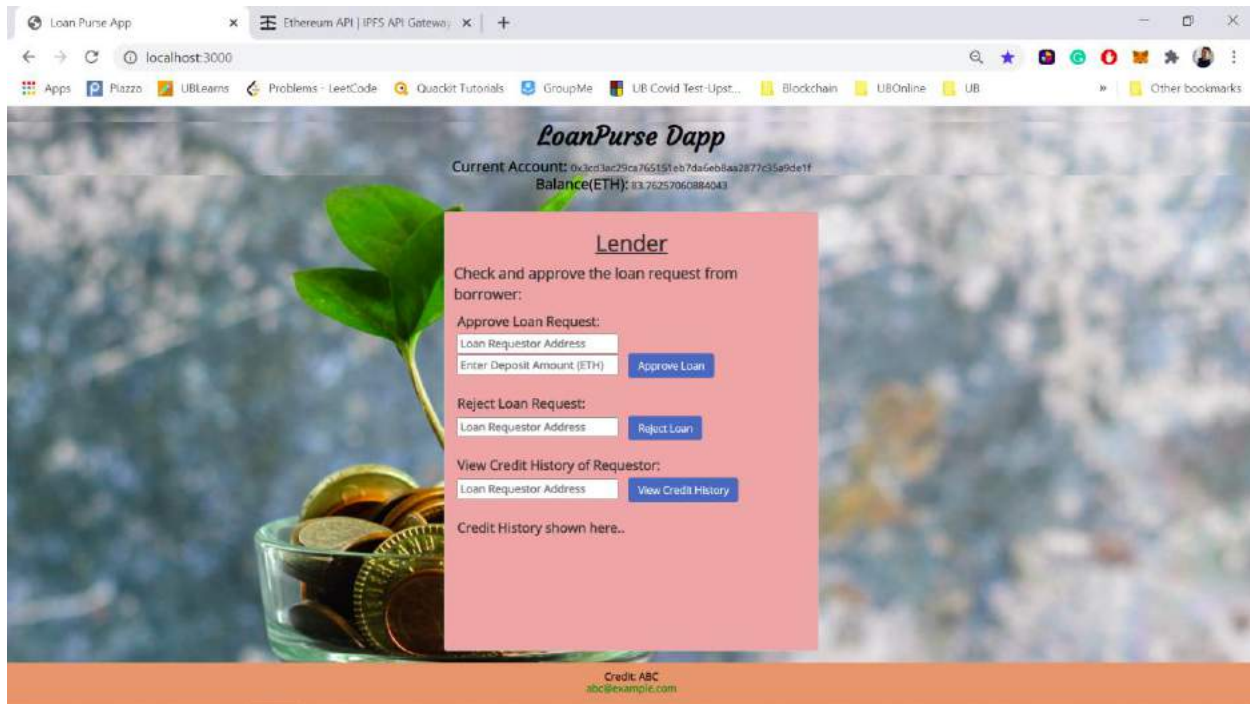 Loan Purse App
Ethereum API | IPFS API Gateway
localhost:3000
Apps Piazza UBLearns Problems - LeetCode Quackit Tutorials GroupMe UB Covid Test-Upst... Blockchain UBOnline UB » Other bookmarks
LoanPurse Dapp
Current Account:
Balance(ETH): 83.76257060884043
Lender
Check and approve the loan request from
borrower:
Approve Loan Request:
Loan Requestor Address
Enter Deposit Amount (ETH) Approve Loan
Reject Loan Request:
Loan Requestor Address Reject Loan
View Credit History of Requestor:
Loan Requestor Address View Credit History
Credit History shown here..
Credit: ABC
abc@example.com